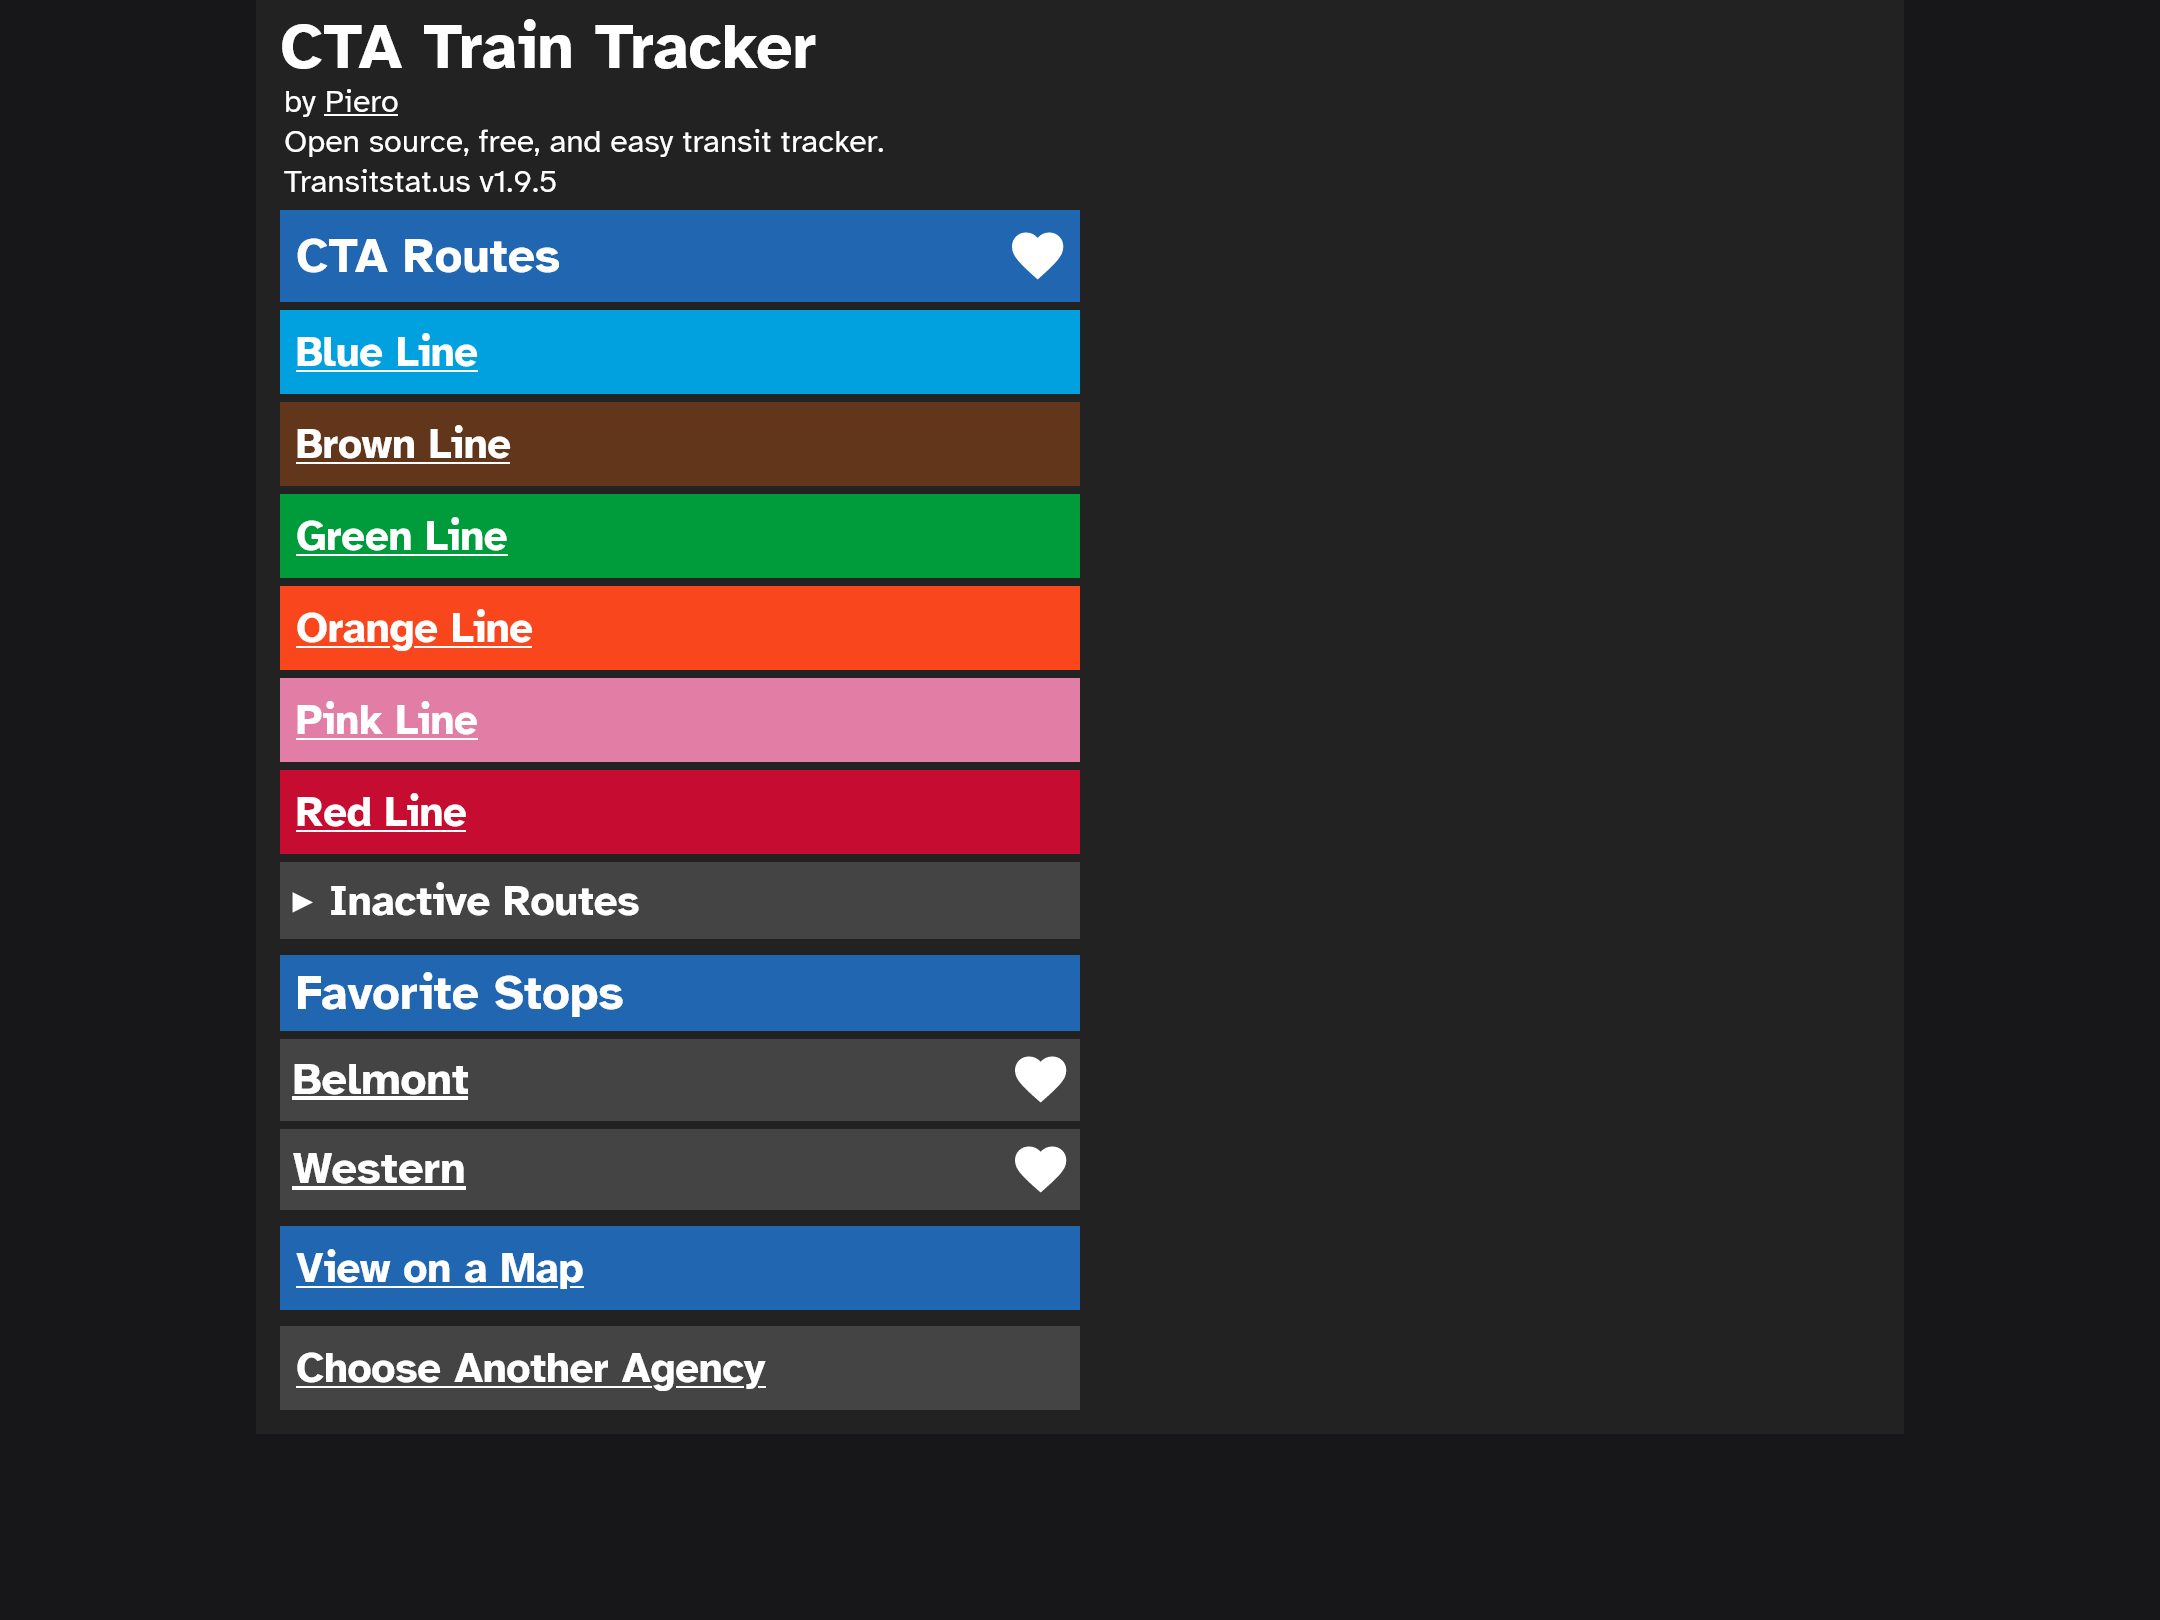 CTA Train Tracker
by Piero
Open source, free, and easy transit tracker.
Transitstat.us v1.9.5
CTA Routes
Blue Line
Brown Line
Green Line
Orange Line
Pink Line
Red Line
Inactive Routes
Favorite Stops
Belmont
Western
View on a Map
Choose Another Agency